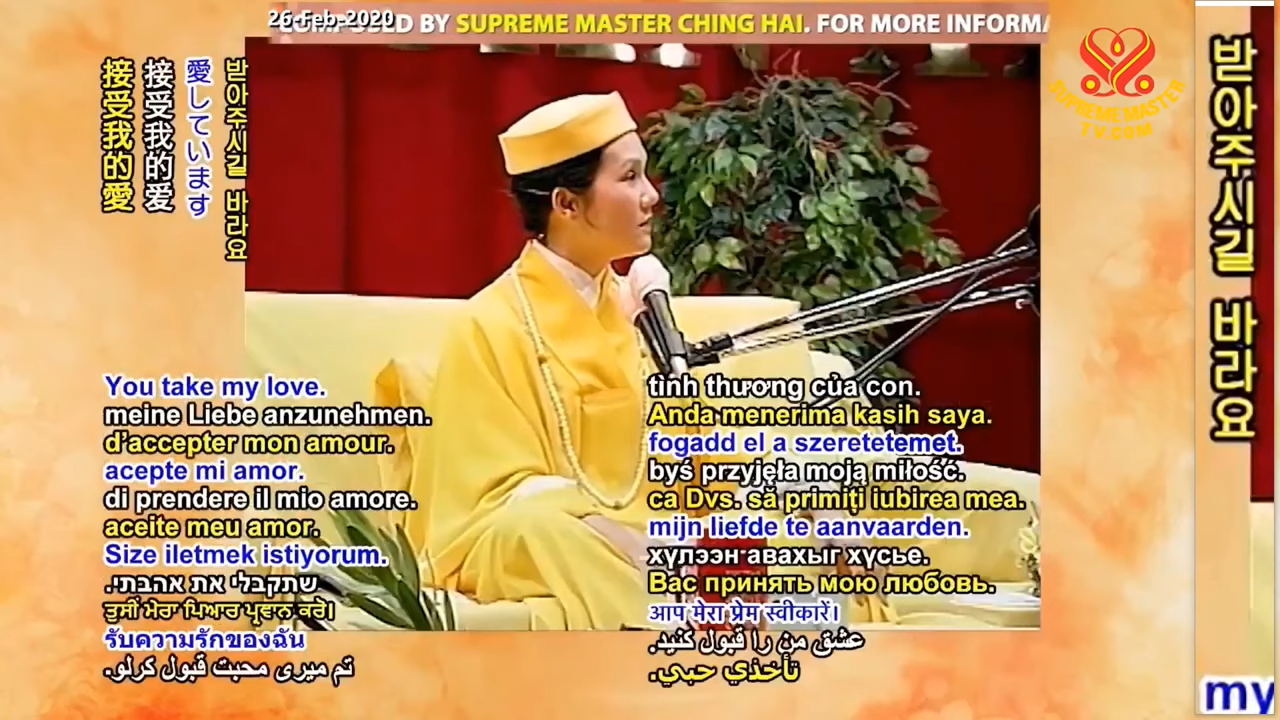 26-Feb-2020
COMPOSED BY SUPREME MASTER CHING HAI. FOR MORE INFORMA
SUPREME MASTER
TV.COM
接受我的愛
接受我的爱
愛しています
받아주시길 바라요
받아주시길 바라요
You take my love.
meine Liebe anzunehmen.
d'accepter mon amour.
acepte mi amor.
di prendere il mio amore.
aceite meu amor.
Size iletmek istiyorum.
שתקבלי את אהבתי.
ਤੁਸੀਂ ਮੇਰਾ ਪਿਆਰ ਪ੍ਰਵਾਨ ਕਰੋ।
รับความรักของฉัน
تم میری محبت قبول کرلو.
tình thương của con.
Anda menerima kasih saya.
fogadd el a szeretetemet.
byś przyjęła moją miłość.
ca Dvs. să primiți iubirea mea.
mijn liefde te aanvaarden.
хүлээн авахыг хүсье.
Вас принять мою любовь.
आप मेरा प्रेम स्वीकारें।
عشق من را قبول کنید.
تأخذي حبي.
my